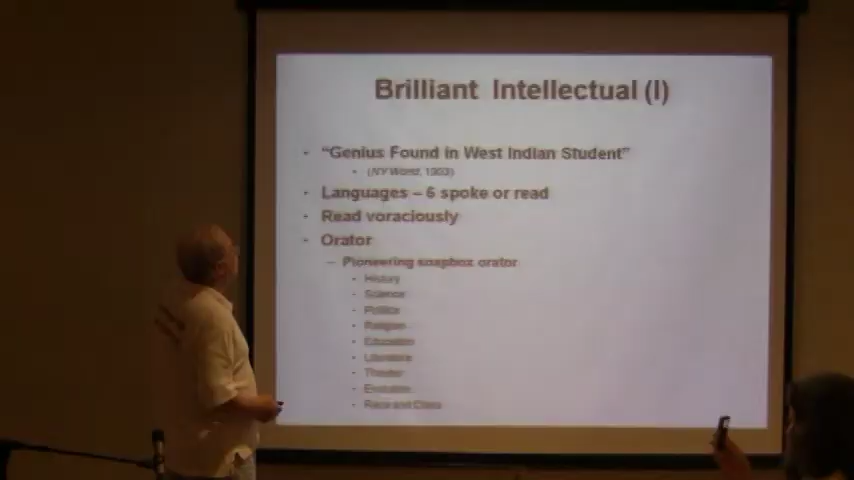 Brilliant Intellectual (I)
· "Genius Found in West Indian Student"
· (NY World, 1903)
· Languages – 6 spoke or read
· Read voraciously
· Orator
– Pioneering soapbox orator
· History
· Science
· Politics
· Religion
· Education
· Literature
· Theater
· Evolution
· Race and Class